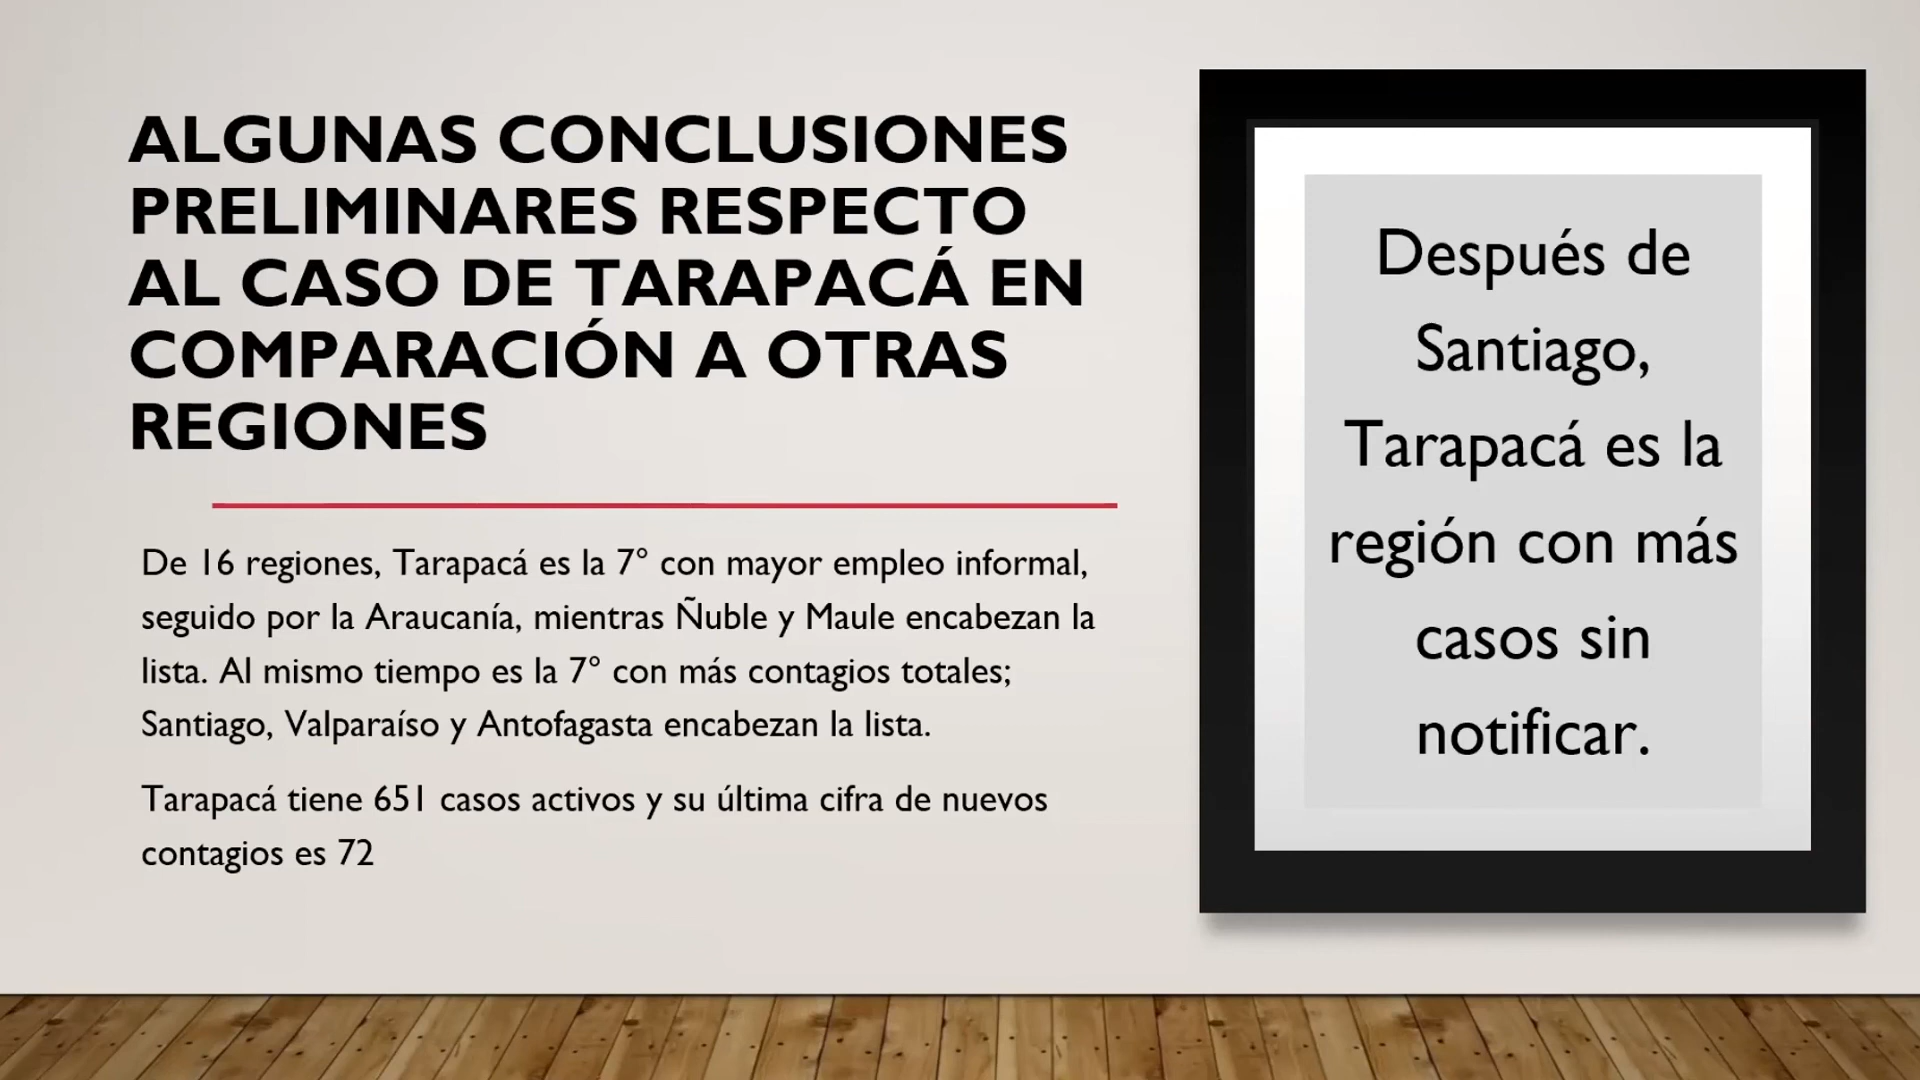 ALGUNAS CONCLUSIONES
PRELIMINARES RESPECTO
AL CASO DE TARAPACÁ EN
COMPARACIÓN A OTRAS
REGIONES
De 16 regiones, Tarapacá es la 7° con mayor empleo informal,
seguido por la Araucanía, mientras Ñuble y Maule encabezan la
lista. Al mismo tiempo es la 7° con más contagios totales;
Santiago, Valparaíso y Antofagasta encabezan la lista.
Tarapacá tiene 651 casos activos y su última cifra de nuevos
contagios es 72
Después de
Santiago,
Tarapacá es la
región con más
casos sin
notificar.